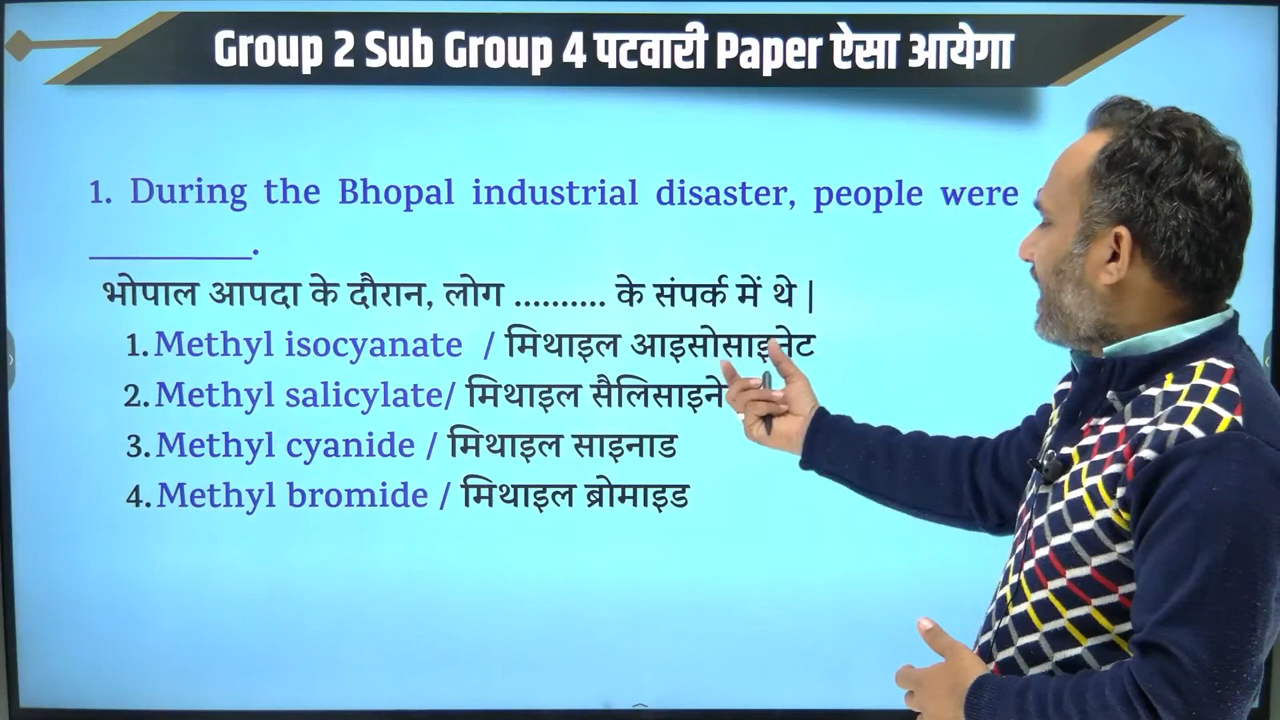 Group 2 Sub Group 4 पटवारी Paper ऐसा आयेगा
1. During the Bhopal industrial disaster, people were
________.
भोपाल आपदा के दौरान, लोग .......... के संपर्क में थे |
1. Methyl isocyanate / मिथाइल आइसोसाइनेट
2. Methyl salicylate/ मिथाइल
3. Methyl cyanide / मिथाइल साइनाड
4. Methyl bromide / मिथाइल ब्रोमाइड